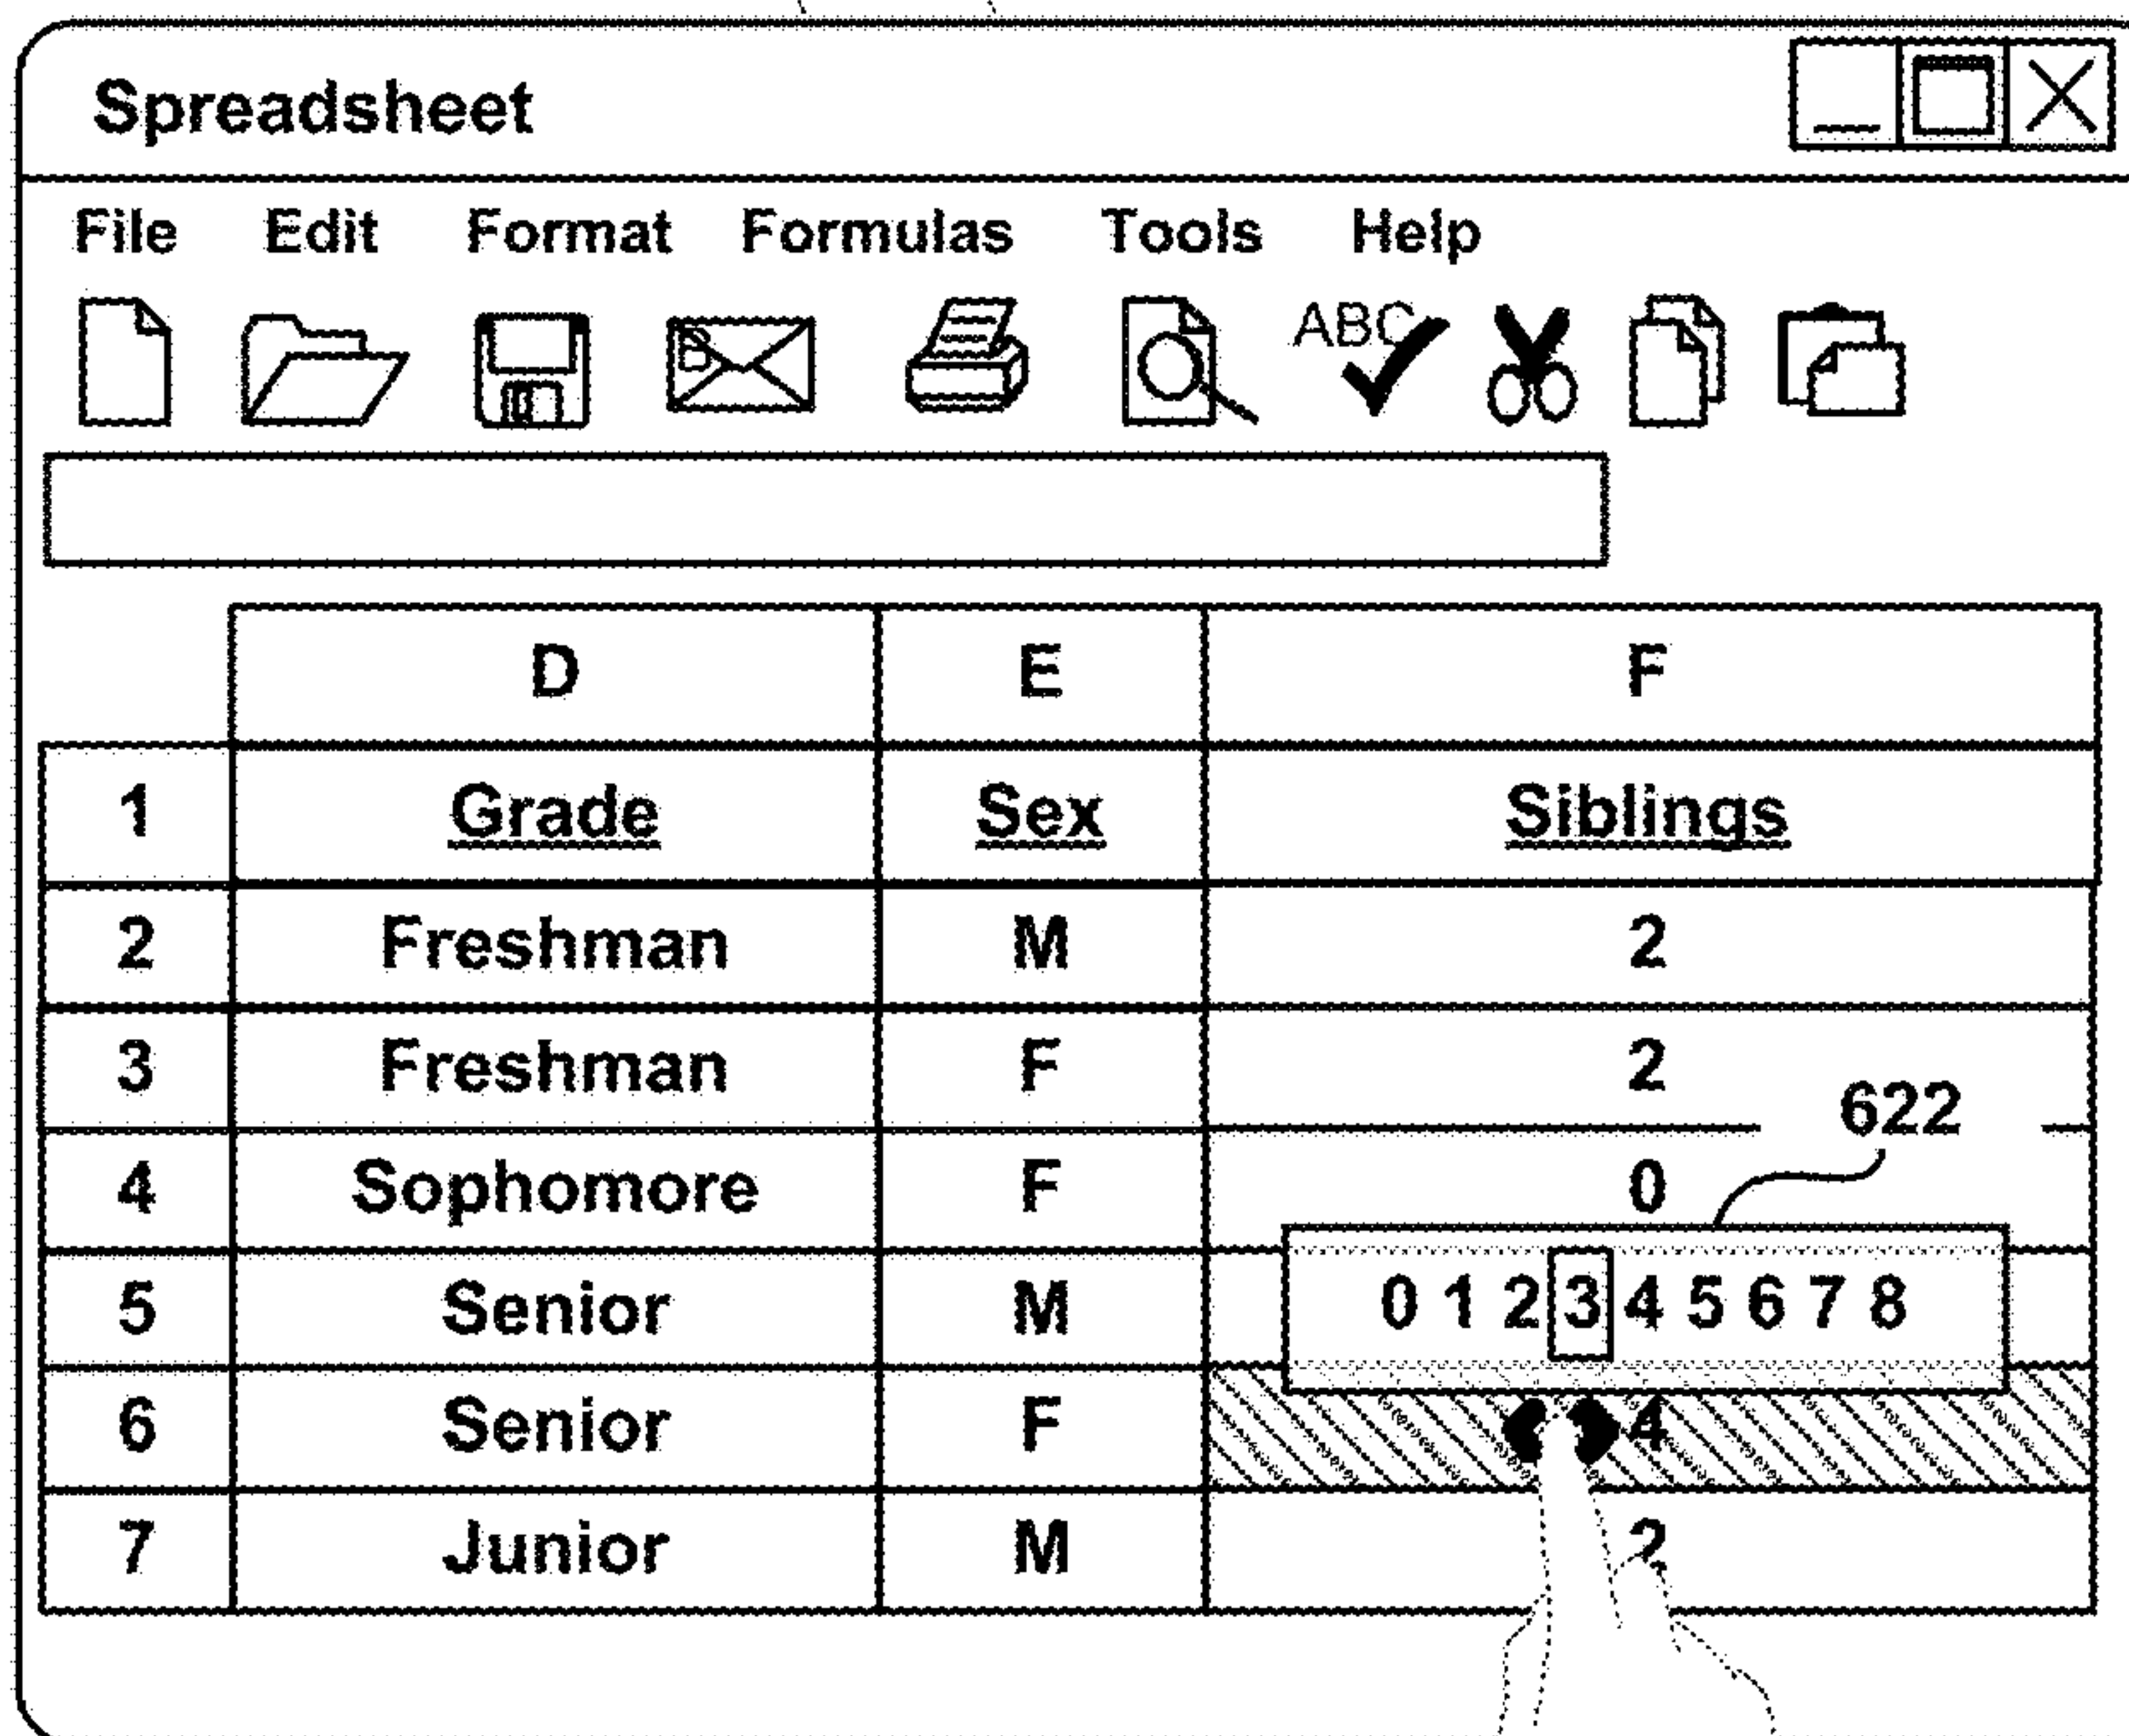 Spreadsheet
File Edit Format Formulas Tools Help
ABC
D E F
1 Grade Sex Siblings
2 Freshman M 2
3 Freshman F 2
622
4 Sophomore F 0
5 Senior M 0 1 2 3 4 5 6 7 8
6 Senior F 4
7 Junior M 2